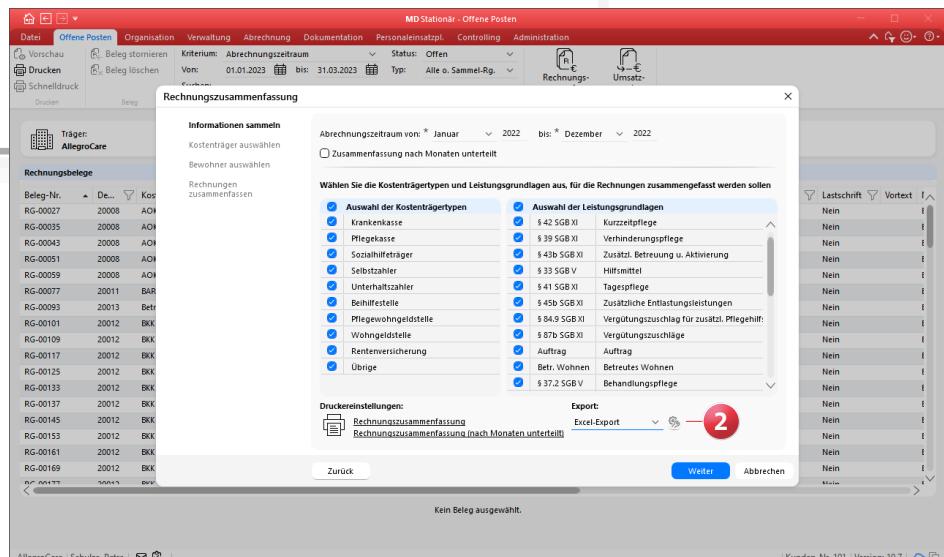 MD Stationär - Offene Posten
Datei Offene Posten Organisation Verwaltung Abrechnung Dokumentation Personaleinsatzpl. Controlling Administration
Vorschau Beleg stornieren Kriterium: Abrechnungszeitraum Status: Offen
Drucken Beleg löschen Von: 01.01.2023 bis: 31.03.2023 Typ: Alle o. Sammel-Rg.
Schnelldruck Rechnungs- Umsatz-
Drucken Beleg
Rechnungszusammenfassung
Träger:
AllegroCare
Informationen sammeln
Kostenträger auswählen
Bewohner auswählen
Rechnungen
zusammenfassen
Abrechnungszeitraum von: * Januar 2022 bis: * Dezember 2022
Zusammenfassung nach Monaten unterteilt
Wählen Sie die Kostenträgertypen und Leistungsgrundlagen aus, für die Rechnungen zusammengefasst werden sollen
Auswahl der Kostenträgertypen
Krankenkasse
Pflegekasse
Sozialhilfeträger
Selbstzahler
Unterhaltszahler
Beihilfestelle
Pflegewohngeldstelle
Wohngeldstelle
Rentenversicherung
Übrige
Auswahl der Leistungsgrundlagen
§ 42 SGB XI Kurzzeitpflege
§ 39 SGB XI Verhinderungspflege
§ 43b SGB XI Zusätzl. Betreuung u. Aktivierung
§ 33 SGB V Hilfsmittel
§ 41 SGB XI Tagespflege
§ 45b SGB XI Zusätzliche Entlastungsleistungen
§ 84.9 SGB XI Vergütungszuschlag für zusätzl. Pflegehilf
§ 87b SGB XI Vergütungszuschläge
Auftrag Auftrag
Betr. Wohnen Betreutes Wohnen
§ 37.2 SGB V Behandlungspflege
Druckereinstellungen:
Rechnungszusammenfassung
Rechnungszusammenfassung (nach Monaten unterteilt)
Export:
Excel-Export
2
Zurück Weiter Abbrechen
Rechnungsbelege
Beleg-Nr. De... Kos Lastschrift Vortext
RG-00027 20008 AOK Nein
RG-00035 20008 AOK Nein
RG-00043 20008 AOK Nein
RG-00051 20008 AOK Nein
RG-00059 20008 AOK Nein
RG-00077 20011 BAR Nein
RG-00093 20013 Betr Nein
RG-00101 20012 BKK Nein
RG-00109 20012 BKK Nein
RG-00117 20012 BKK Nein
RG-00125 20012 BKK Nein
RG-00133 20012 BKK Nein
RG-00137 20012 BKK Nein
RG-00145 20012 BKK Nein
RG-00153 20012 BKK Nein
RG-00161 20012 BKK Nein
RG-00169 20012 BKK Nein
Kein Beleg ausgewählt.